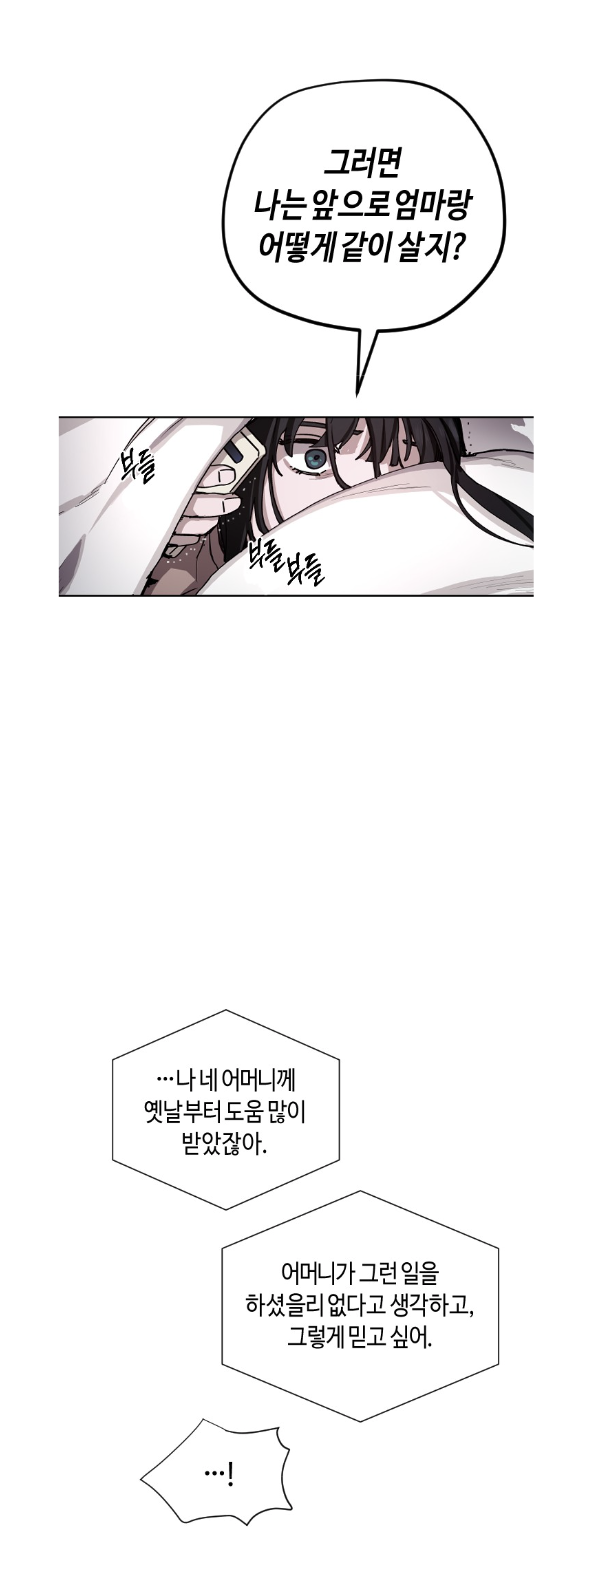 그러면
나는 앞으로 엄마랑
어떻게 같이 살지?
부들
부들
부들
…나 네 어머니께
옛날부터 도움 많이
받았잖아.
어머니가 그런 일을
하셨을리 없다고 생각하고,
그렇게 믿고 싶어.
…!